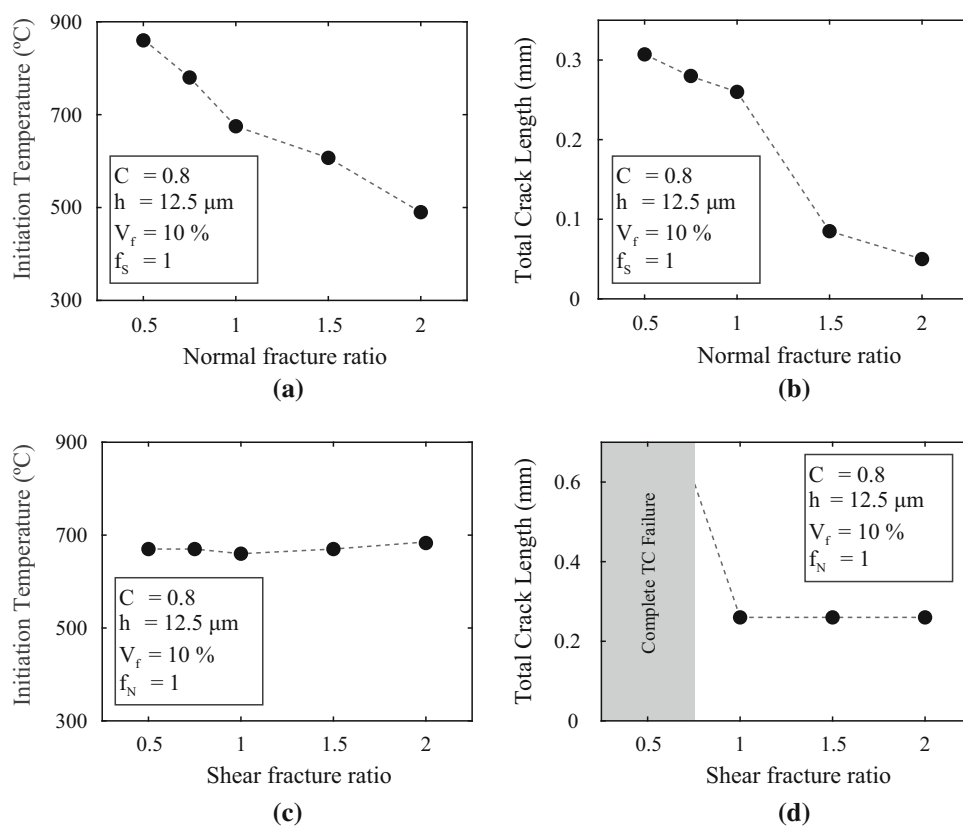 900
700
500
300
Initiation Temperature (ºC)
C = 0.8
h = 12.5 μm
V_f = 10 %
f_S = 1
0.5 1 1.5 2
Normal fracture ratio
(a)
0.3
0.2
0.1
0
Total Crack Length (mm)
C = 0.8
h = 12.5 μm
V_f = 10 %
f_S = 1
0.5 1 1.5 2
Normal fracture ratio
(b)
900
700
500
300
Initiation Temperature (ºC)
C = 0.8
h = 12.5 μm
V_f = 10 %
f_N = 1
0.5 1 1.5 2
Shear fracture ratio
(c)
0.6
0.4
0.2
0
Total Crack Length (mm)
Complete TC Failure
C = 0.8
h = 12.5 μm
V_f = 10 %
f_N = 1
0.5 1 1.5 2
Shear fracture ratio
(d)